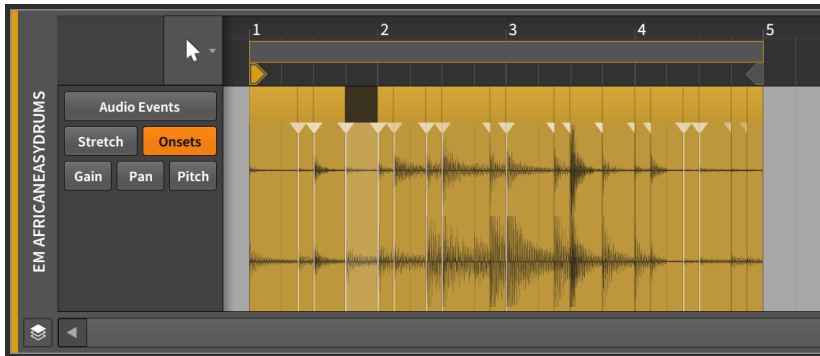 1 2 3 4 5
EM AFRICANEASYDRUMS
Audio Events
Stretch Onsets
Gain Pan Pitch